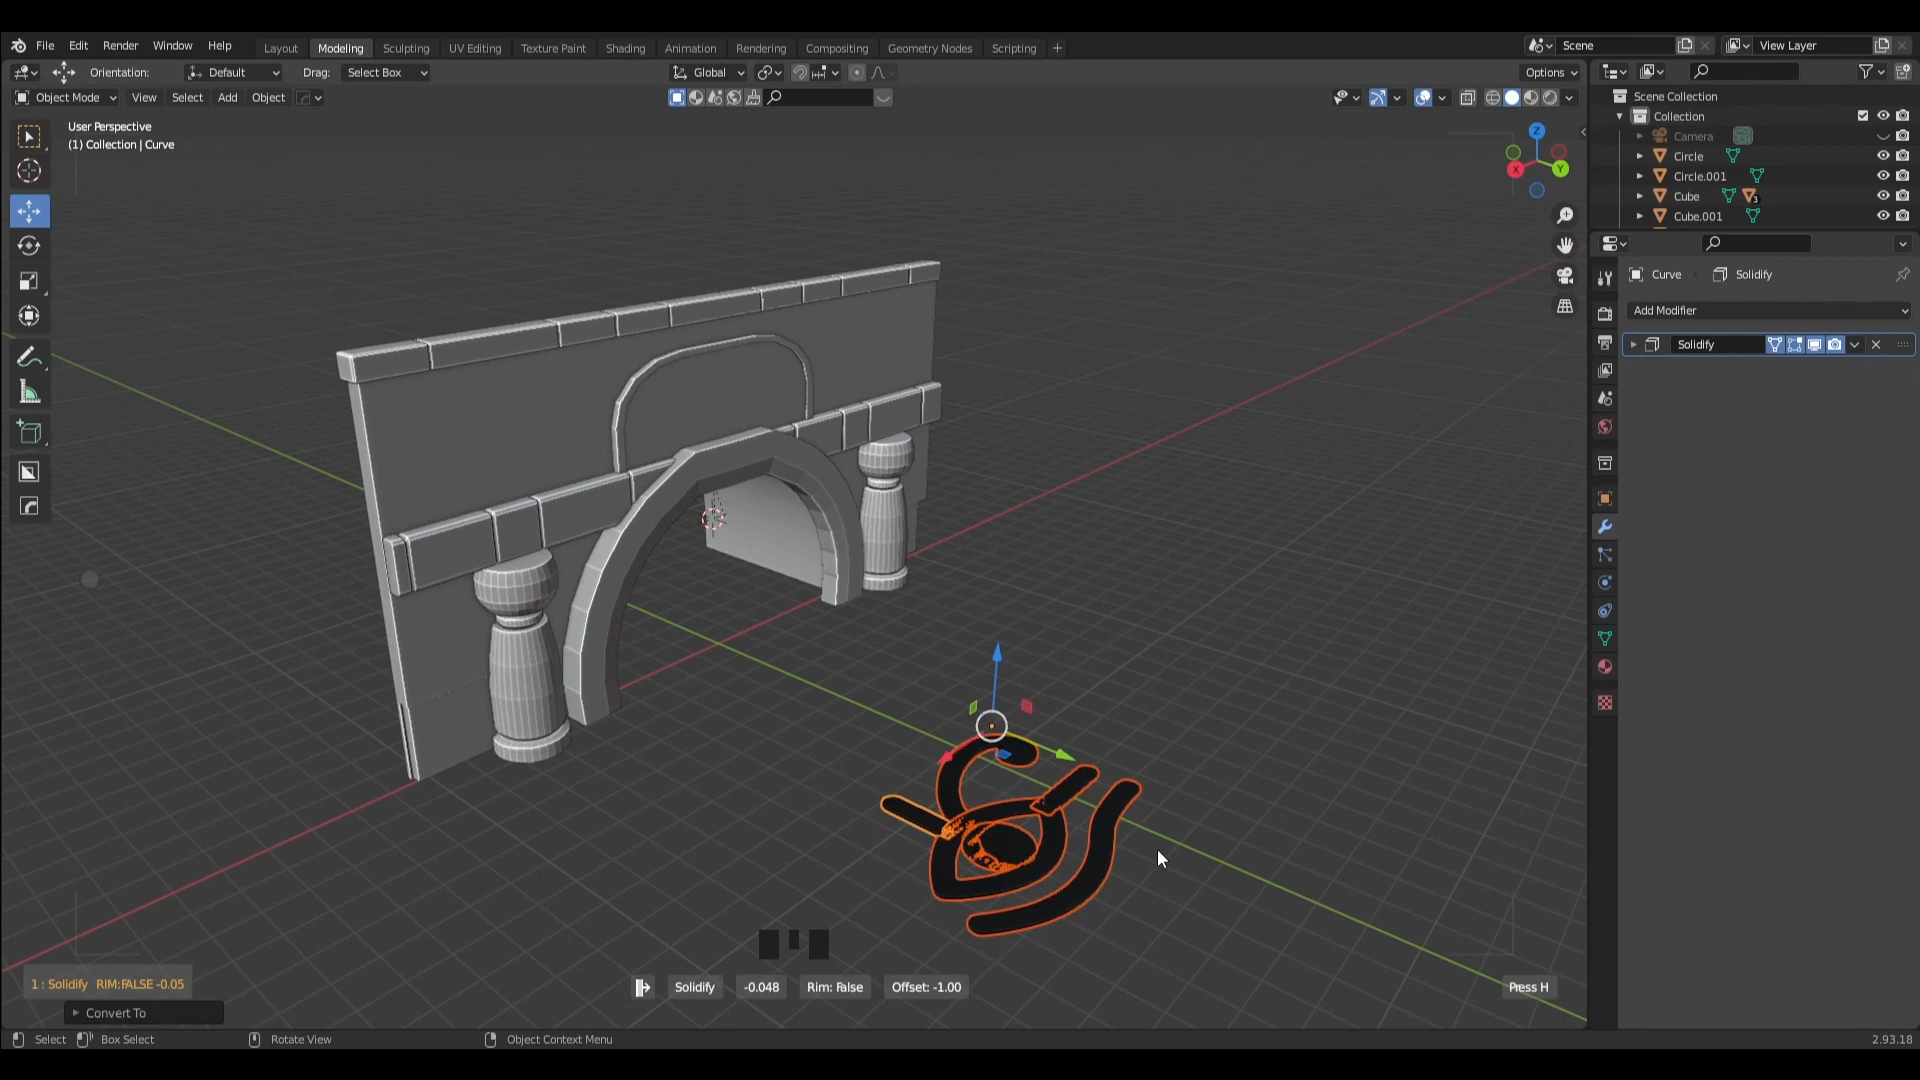 File Edit Render Window Help Layout Modeling Sculpting UV Editing Texture Paint Shading Animation Rendering Compositing Geometry Nodes Scripting + Scene View Layer
Orientation: Default Drag: Select Box Global Options
Object Mode View Select Add Object
User Perspective
(1) Collection | Curve
Z
X
Y
Scene Collection
Collection
Camera
Circle
Circle.001
Cube 3
Cube.001
Curve Solidify
Add Modifier
Solidify
1 : Solidify RIM:FALSE -0.05
Solidify -0.048 Rim: False Offset: -1.00 Press H
Convert To
Select Box Select Rotate View Object Context Menu 2.93.18